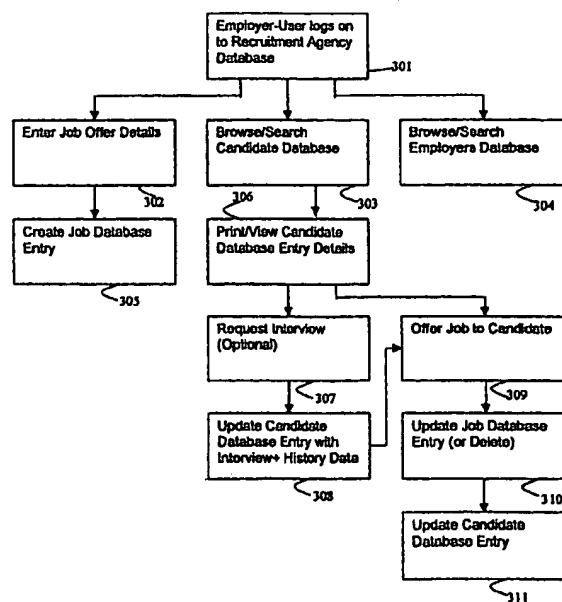 Employer-User logs on
to Recruitment Agency
Database
301
Enter Job Offer Details
302
Browse/Search
Candidate Database
303
Browse/Search
Employers Database
304
Create Job Database
Entry
305
306
Print/View Candidate
Database Entry Details
Request Interview
(Optional)
307
Offer Job to Candidate
309
Update Candidate
Database Entry with
Interview+ History Data
308
Update Job Database
Entry (or Delete)
310
Update Candidate
Database Entry
311